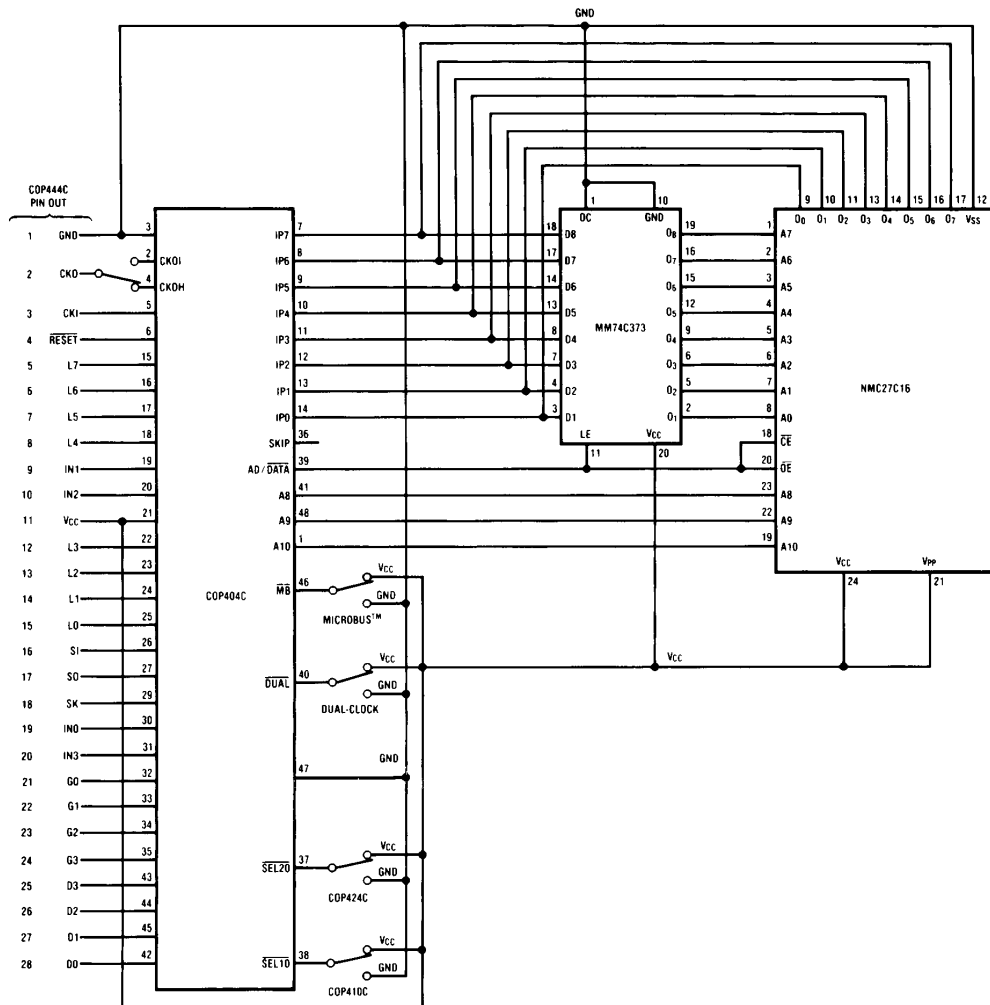 GND
COP444C
PIN OUT
1 GND 3
2 CKOI
2 CKO 4 CKOH
3 CKI 5
4 R̅E̅S̅E̅T̅ 6
5 L7 15
6 L6 16
7 L5 17
8 L4 18
9 IN1 19
10 IN2 20
11 VCC 21
12 L3 22
13 L2 23
14 L1 24
15 L0 25
16 SI 26
17 SO 27
18 SK 29
19 IN0 30
20 IN3 31
21 G0 32
22 G1 33
23 G2 34
24 G3 35
25 D3 43
26 D2 44
27 D1 45
28 D0 42
COP404C
IP7 7
IP6 8
IP5 9
IP4 10
IP3 11
IP2 12
IP1 13
IP0 14
SKIP 36
AD/D̅A̅T̅A̅ 39
A8 41
A9 48
A10 1
M̅B̅ 46
VCC
GND
MICROBUS™
D̅U̅A̅L̅ 40
VCC
GND
DUAL-CLOCK
GND
47
S̅E̅L̅2̅0̅ 37
VCC
GND
COP424C
S̅E̅L̅1̅0̅ 38
VCC
GND
COP410C
1 10
OC GND
18 D8 O8 19
17 D7 O7 16
14 D6 O6 15
13 D5 O5 12
8 D4 O4 9
7 D3 O3 6
4 D2 O2 5
3 D1 O1 2
MM74C373
LE VCC
11 20
VCC
9 10 11 13 14 15 16 17 12
O0 O1 O2 O3 O4 O5 O6 O7 VSS
1 A7
2 A6
3 A5
4 A4
5 A3
6 A2
7 A1
8 A0
18 C̅E̅
20 O̅E̅
23 A8
22 A9
19 A10
NMC27C16
VCC VPP
24 21